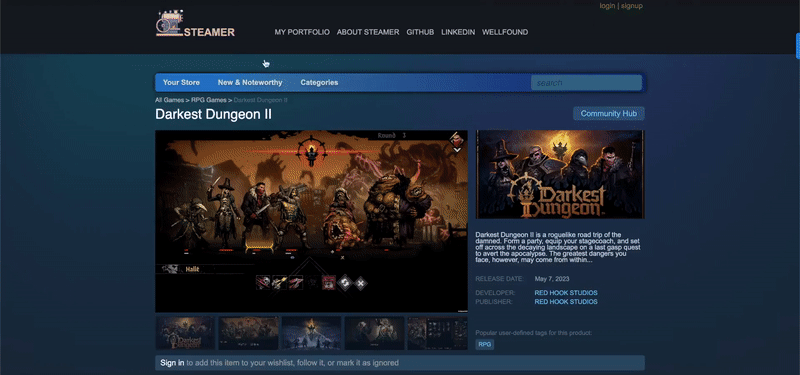 login | signup
STEAMER
MY PORTFOLIO ABOUT STEAMER GITHUB LINKEDIN WELLFOUND
Your Store New & Noteworthy Categories
search
All Games > RPG Games > Darkest Dungeon II
Darkest Dungeon II
Community Hub
Round 3
Darkest
Dungeon
Darkest Dungeon II is a roguelike road trip of the
damned. Form a party, equip your stagecoach, and set
off across the decaying landscape on a last gasp quest
to avert the apocalypse. The greatest dangers you
face, however, may come from within...
RELEASE DATE: May 7, 2023
DEVELOPER: RED HOOK STUDIOS
PUBLISHER: RED HOOK STUDIOS
Popular user-defined tags for this product:
RPG
Sign in to add this item to your wishlist, follow it, or mark it as ignored